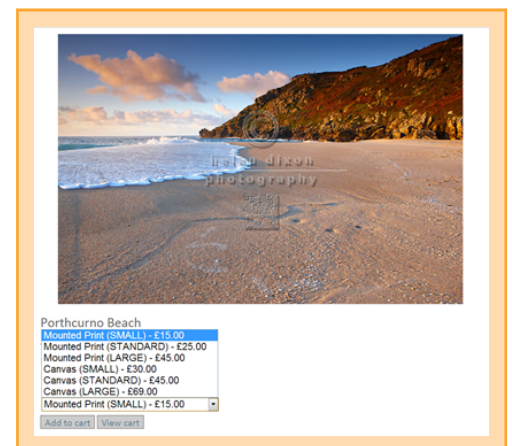 helen dixon
photography
Porthcurno Beach
Mounted Print (SMALL) - £15.00
Mounted Print (STANDARD) - £25.00
Mounted Print (LARGE) - £45.00
Canvas (SMALL) - £30.00
Canvas (STANDARD) - £45.00
Canvas (LARGE) - £69.00
Mounted Print (SMALL) - £15.00
Add to cart View cart